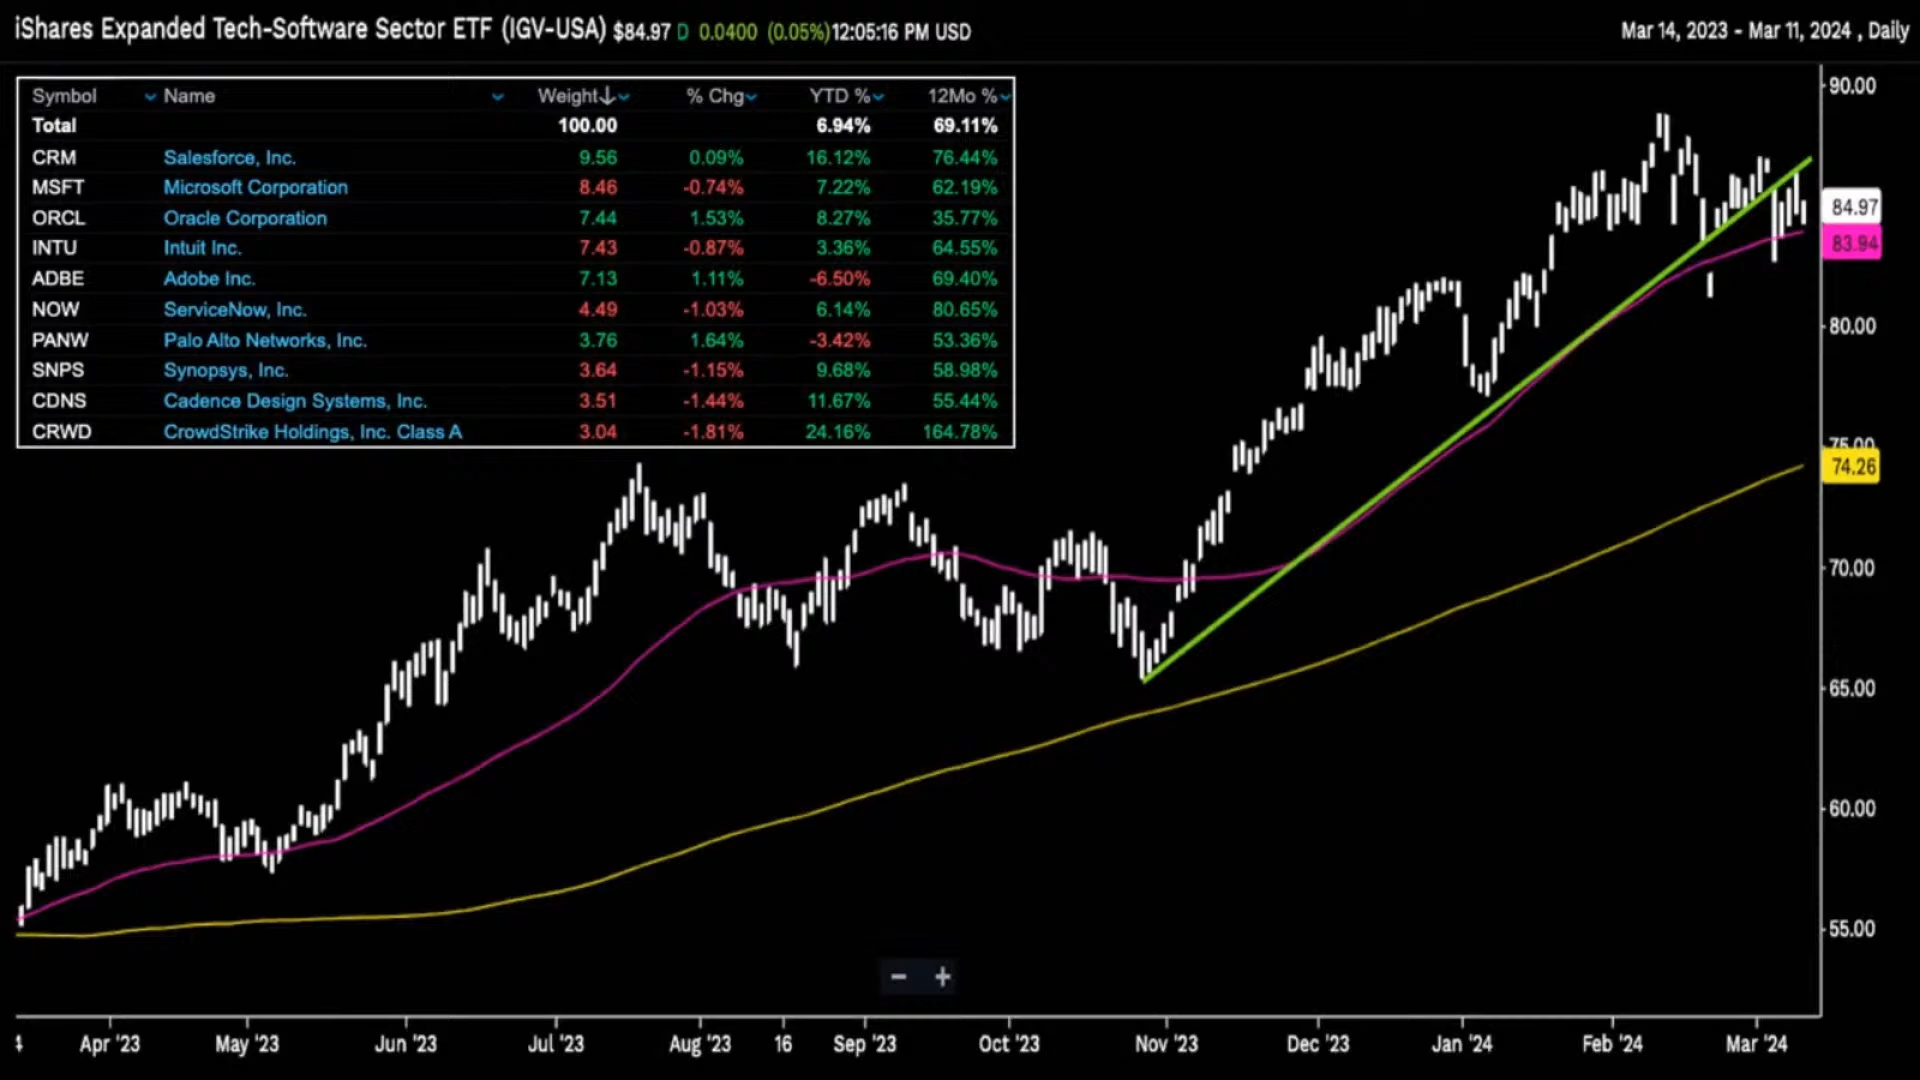 iShares Expanded Tech-Software Sector ETF (IGV-USA) $84.97 D 0.0400 (0.05%) 12:05:16 PM USD
Mar 14, 2023 - Mar 11, 2024 , Daily
Symbol Name Weight↓ % Chg YTD % 12Mo %
Total 100.00 6.94% 69.11%
CRM Salesforce, Inc. 9.56 0.09% 16.12% 76.44%
MSFT Microsoft Corporation 8.46 -0.74% 7.22% 62.19%
ORCL Oracle Corporation 7.44 1.53% 8.27% 35.77%
INTU Intuit Inc. 7.43 -0.87% 3.36% 64.55%
ADBE Adobe Inc. 7.13 1.11% -6.50% 69.40%
NOW ServiceNow, Inc. 4.49 -1.03% 6.14% 80.65%
PANW Palo Alto Networks, Inc. 3.76 1.64% -3.42% 53.36%
SNPS Synopsys, Inc. 3.64 -1.15% 9.68% 58.98%
CDNS Cadence Design Systems, Inc. 3.51 -1.44% 11.67% 55.44%
CRWD CrowdStrike Holdings, Inc. Class A 3.04 -1.81% 24.16% 164.78%
90.00
84.97
83.94
80.00
75.00
74.26
70.00
65.00
60.00
55.00
− +
4 Apr '23 May '23 Jun '23 Jul '23 Aug '23 16 Sep '23 Oct '23 Nov '23 Dec '23 Jan '24 Feb '24 Mar '24